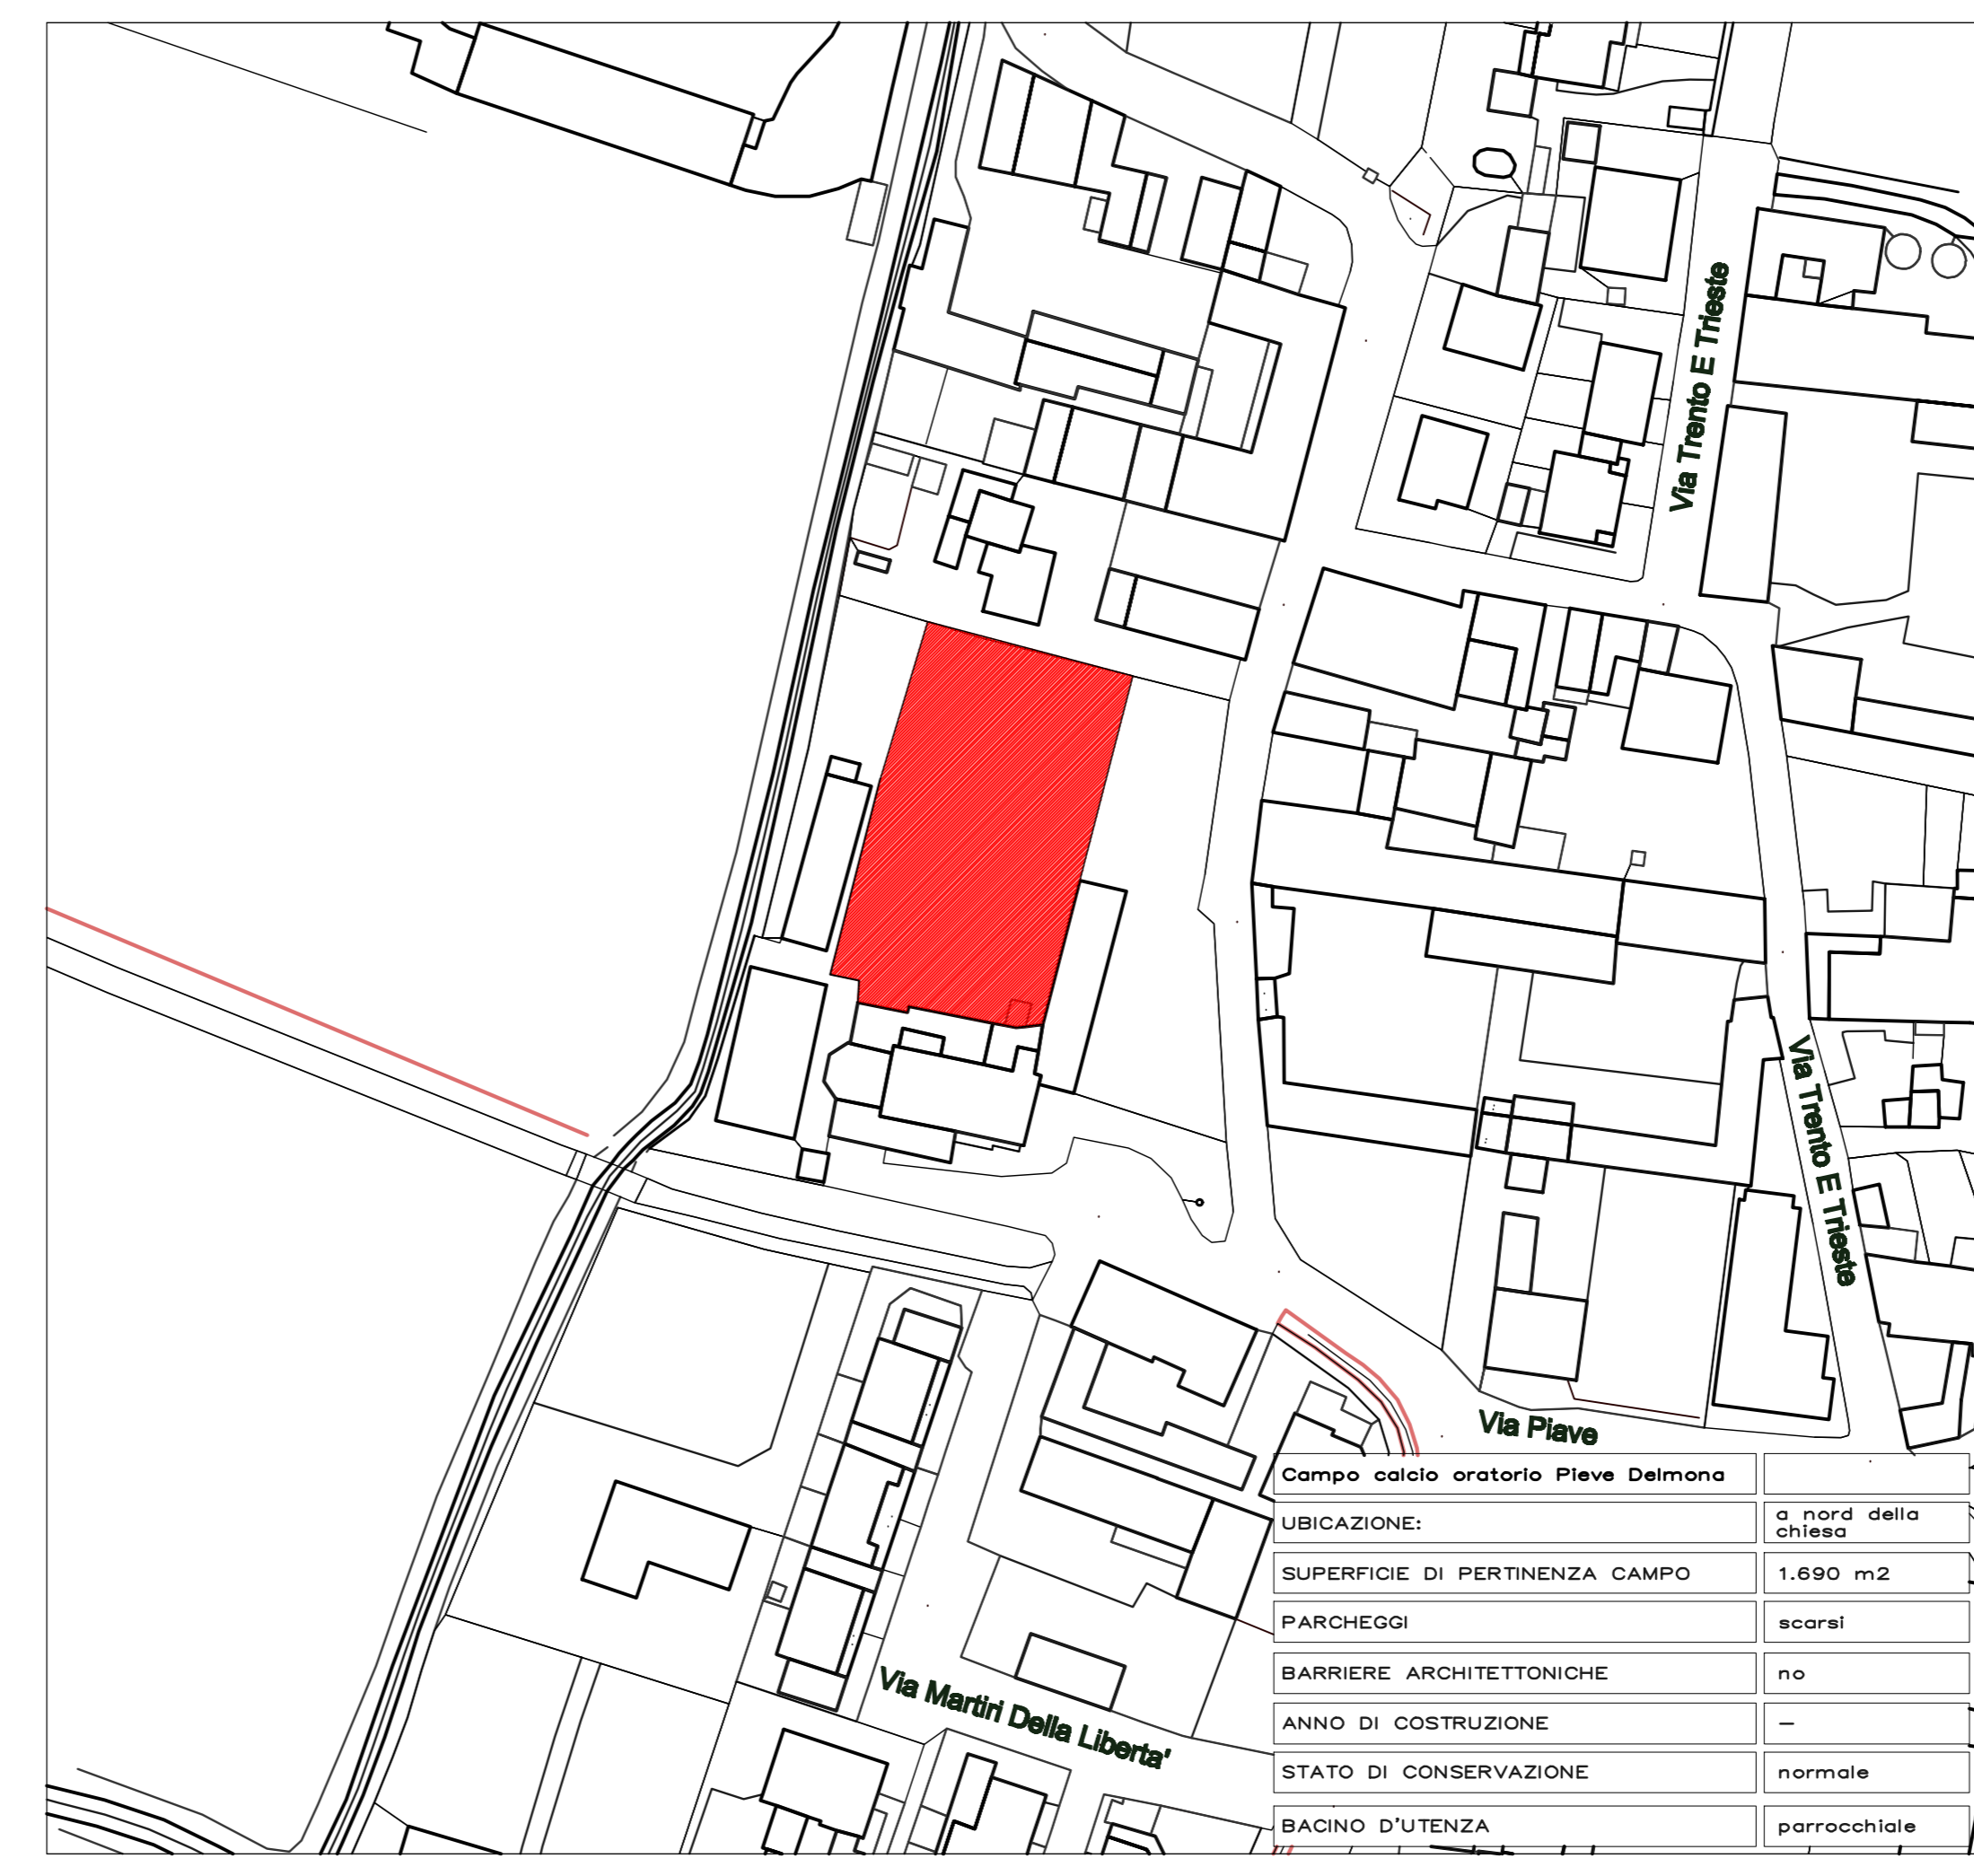 Via Trento E Trieste
Via Trento E Trieste
Via Piave
Via Martiri Della Liberta'
Campo calcio oratorio Pieve Delmona
UBICAZIONE:
a nord della
chiesa
SUPERFICIE DI PERTINENZA CAMPO
1.690 m2
PARCHEGGI
scarsi
BARRIERE ARCHITETTONICHE
no
ANNO DI COSTRUZIONE
–
STATO DI CONSERVAZIONE
normale
BACINO D'UTENZA
parrocchiale